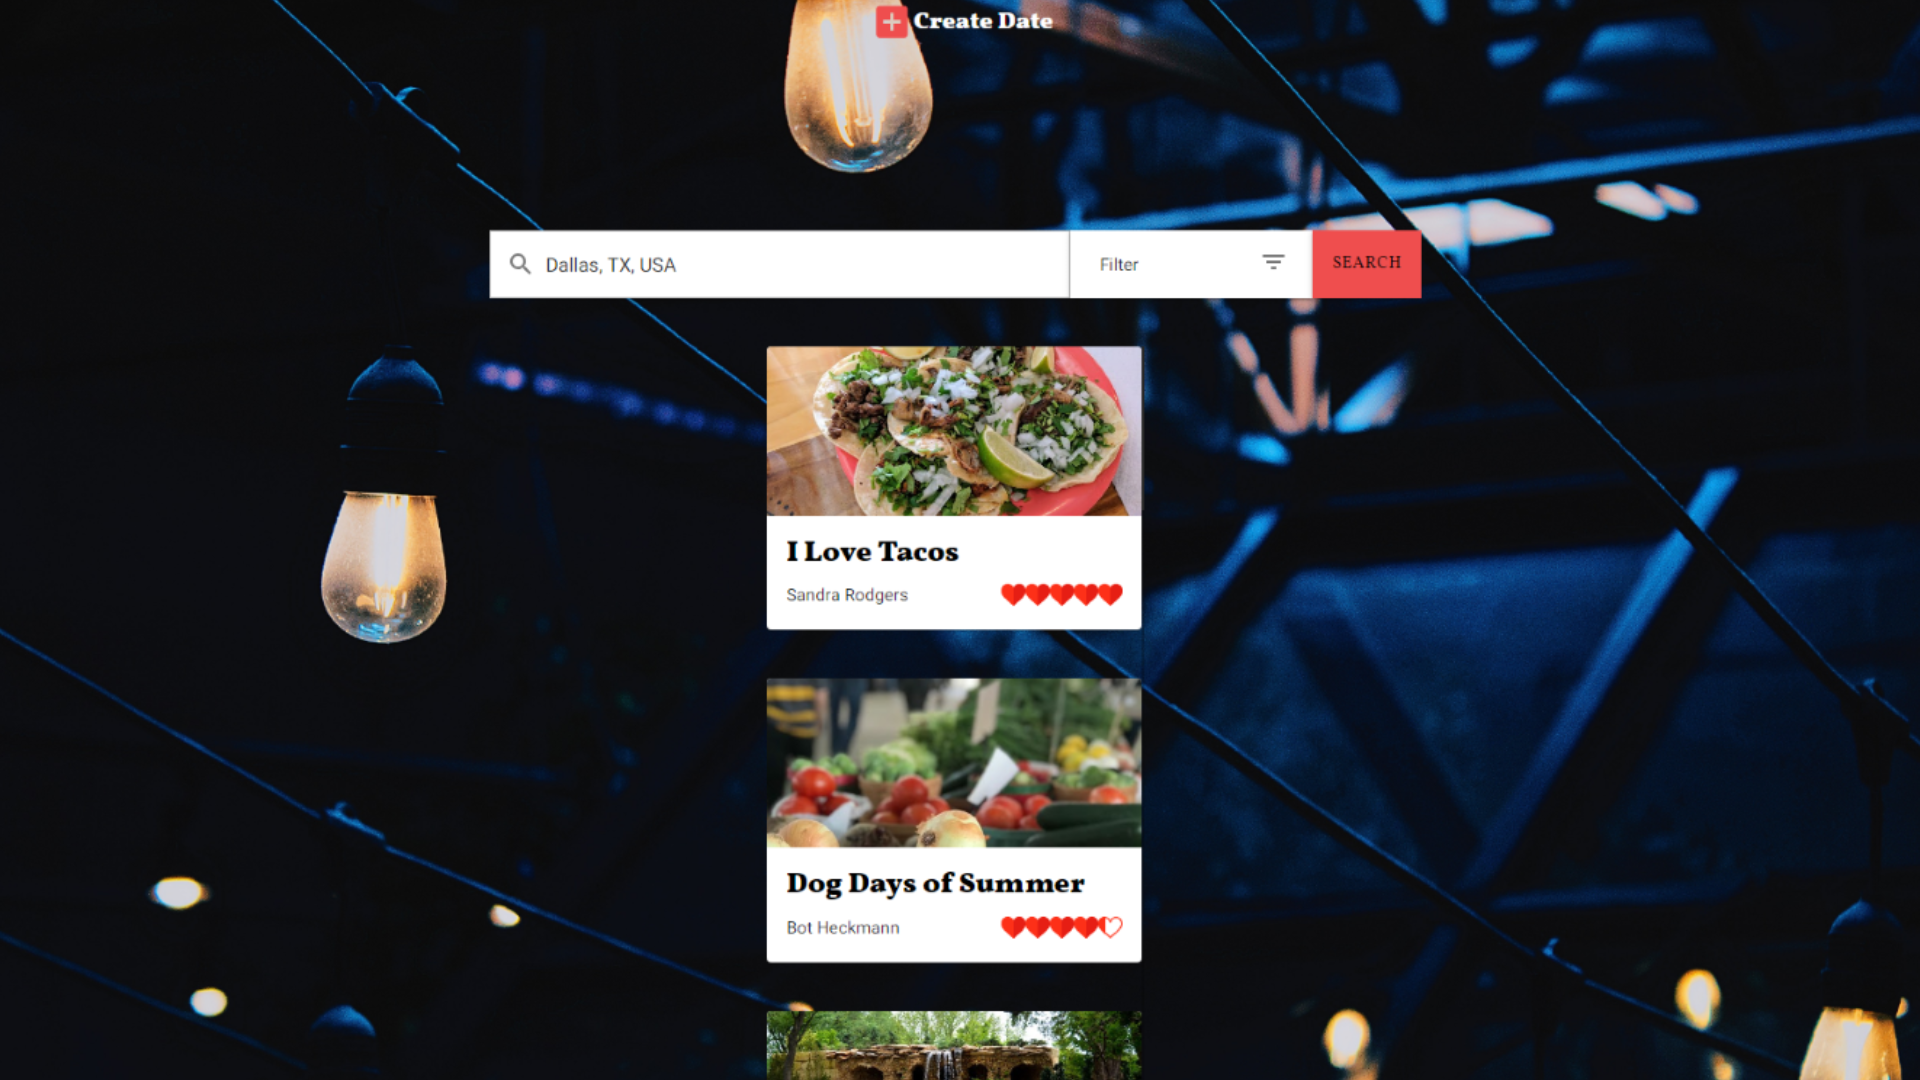 Create Date
Dallas, TX, USA
Filter
SEARCH
I Love Tacos
Sandra Rodgers
Dog Days of Summer
Bot Heckmann